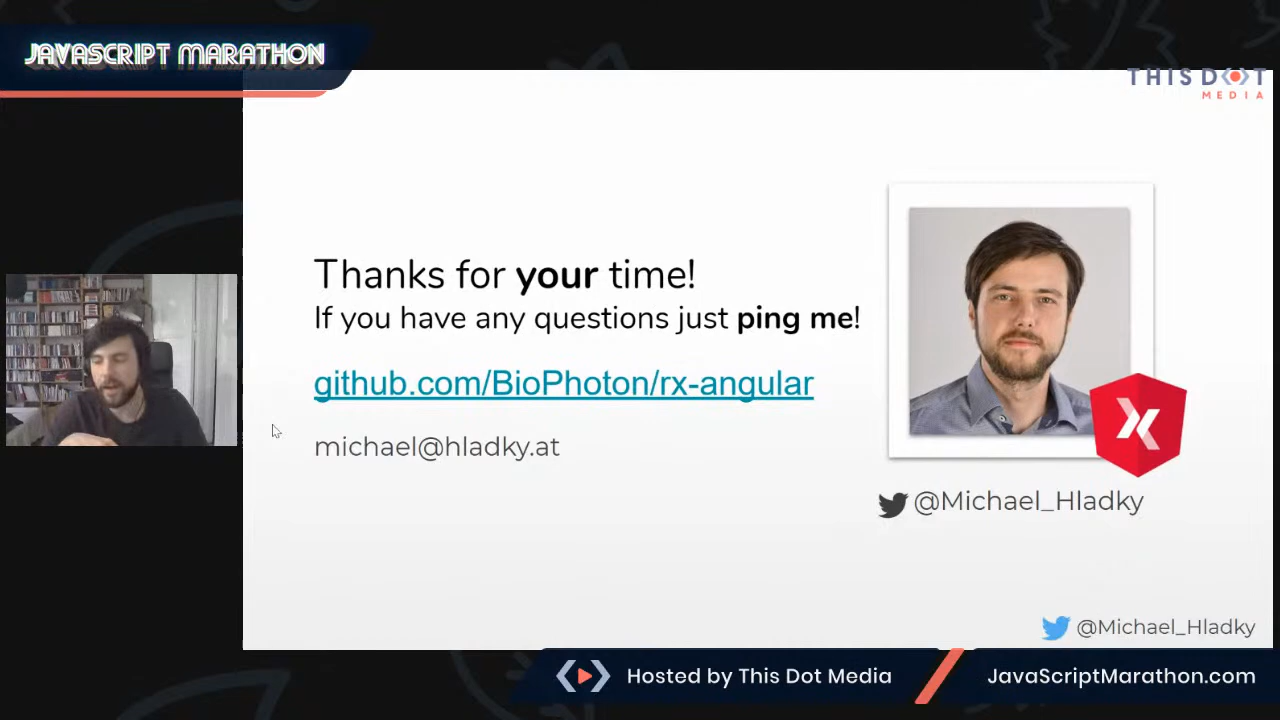 JAVASCRIPT MARATHON
THIS DOT
MEDIA
Thanks for your time!
If you have any questions just ping me!
github.com/BioPhoton/rx-angular
michael@hladky.at
@Michael_Hladky
@Michael_Hladky
Hosted by This Dot Media
JavaScriptMarathon.com